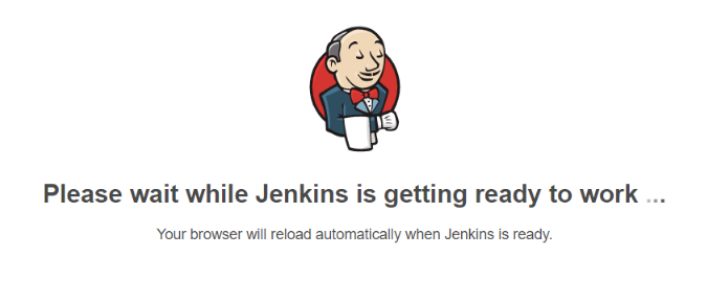 Please wait while Jenkins is getting ready to work ...
Your browser will reload automatically when Jenkins is ready.